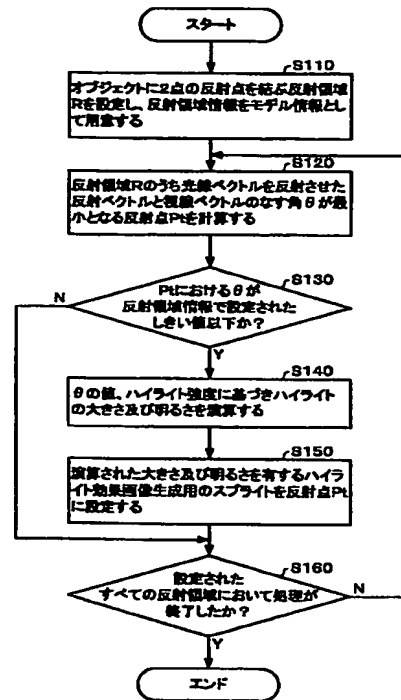 スタート
S110
オブジェクトに2点の反射点を結ぶ反射領域
Rを設定し、反射領域情報をモデル情報とし
て用意する
S120
反射領域Rのうち光線ベクトルを反射させた
反射ベクトルと視線ベクトルのなす角θが最
小となる反射点Ptを計算する
S130
N
Ptにおけるθが
反射領域情報で設定された
しきい値以下か?
Y
S140
θの値、ハイライト強度に基づきハイライト
の大きさ及び明るさを演算する
S150
演算された大きさ及び明るさを有するハイラ
イト効果画像生成用のスプライトを反射点Pt
に設定する
S160
設定された
すべての反射領域において処理が
終了したか?
N
Y
エンド